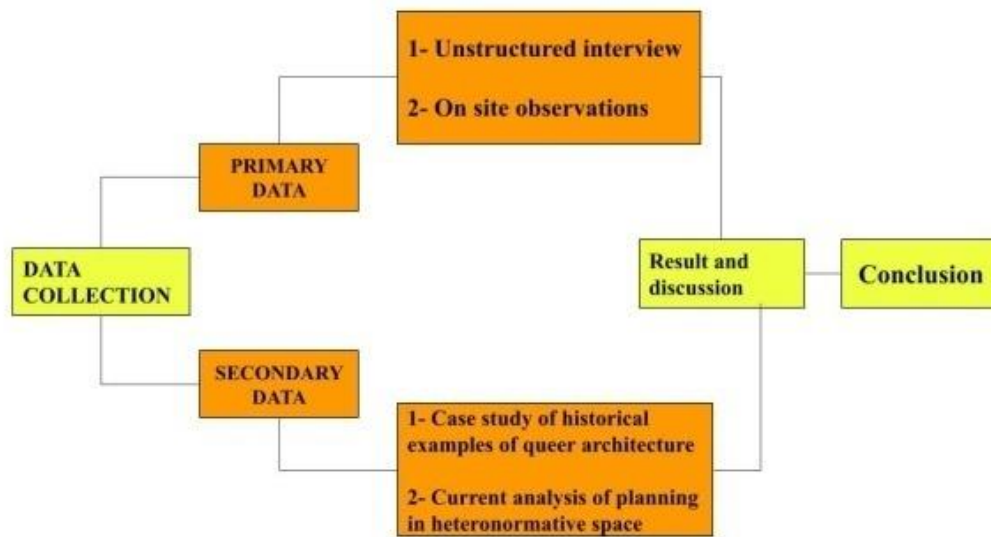 1- Unstructured interview
2- On site observations
PRIMARY
DATA
DATA
COLLECTION
Result and
discussion
Conclusion
SECONDARY
DATA
1- Case study of historical
examples of queer architecture
2- Current analysis of planning
in heteronormative space